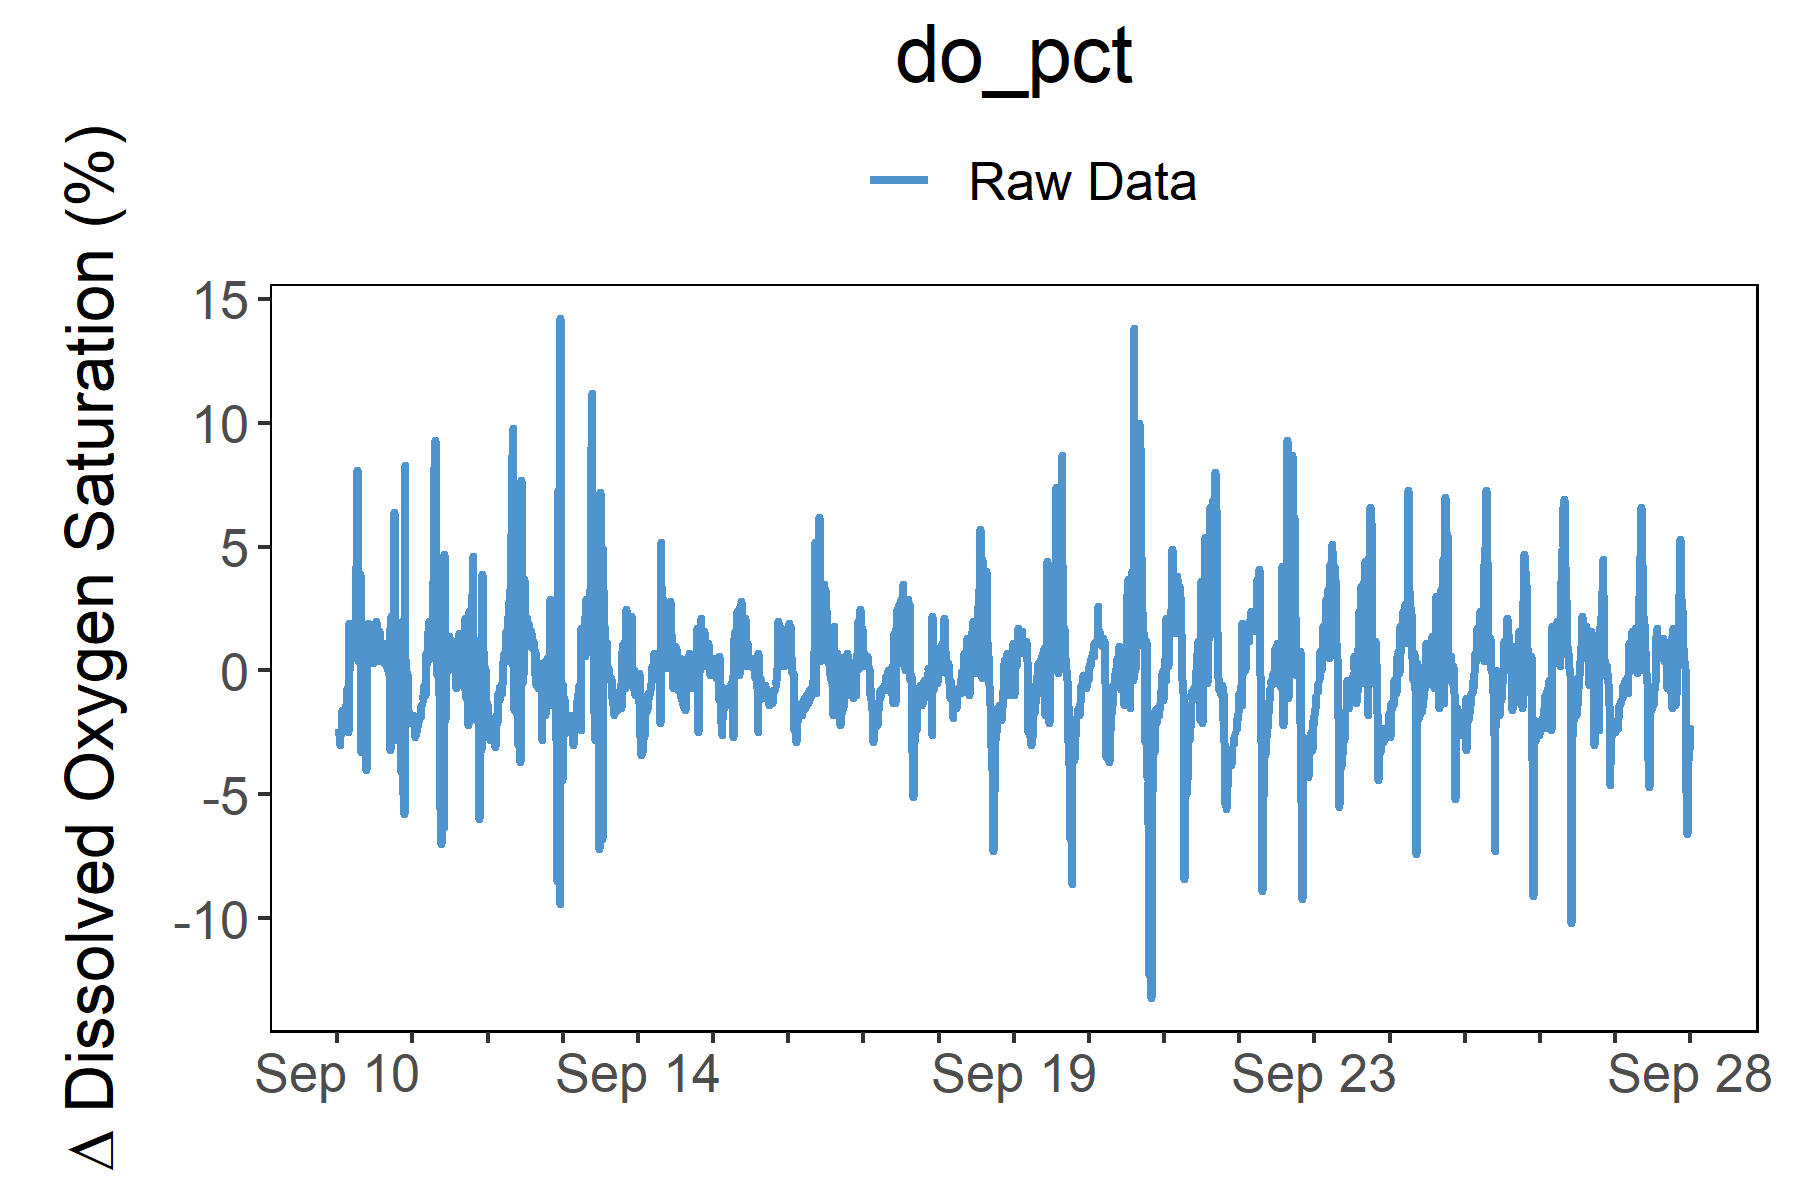 do_pct
Raw Data
Δ Dissolved Oxygen Saturation (%)
15
10
5
0
-5
-10
Sep 10 Sep 14 Sep 19 Sep 23 Sep 28